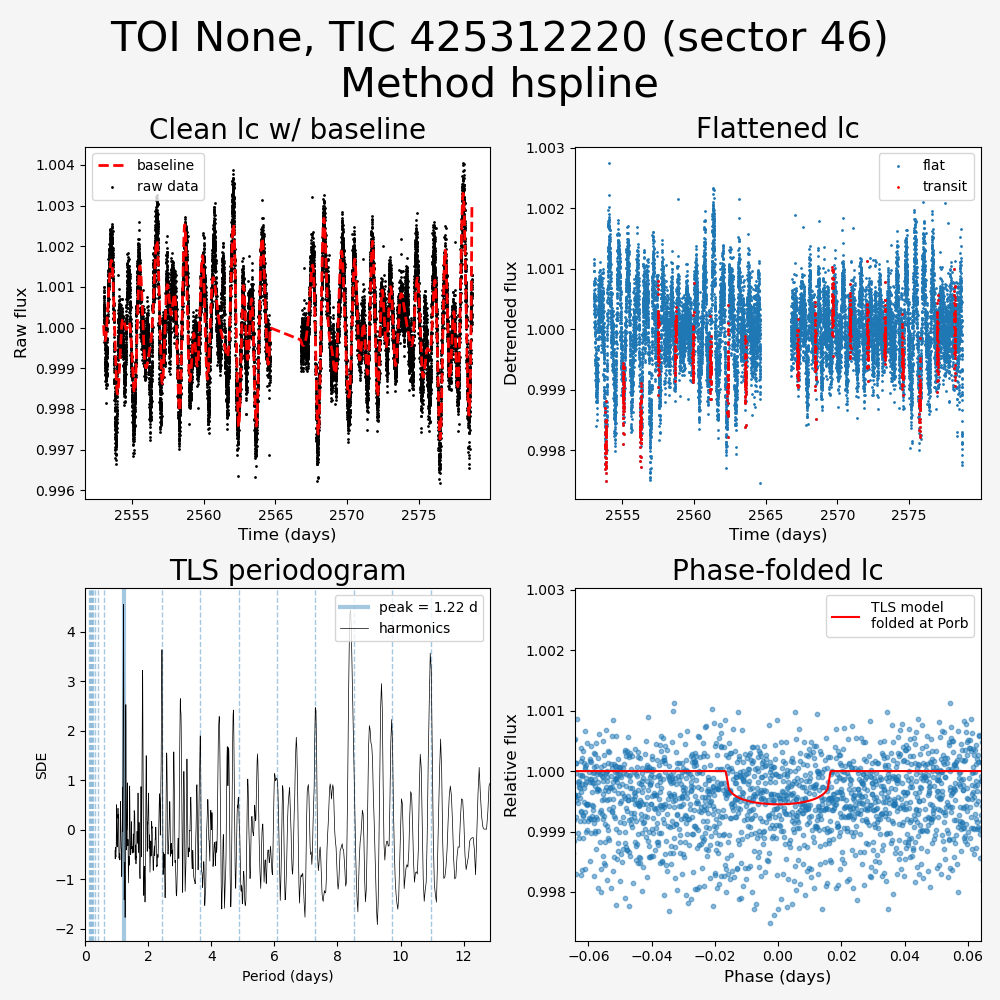 TOI None, TIC 425312220 (sector 46)
Method hspline
Clean lc w/ baseline
Flattened lc
baseline
raw data
flat
transit
1.004
1.003
1.002
1.001
1.000
0.999
0.998
0.997
0.996
Raw flux
2555 2560 2565 2570 2575
Time (days)
1.003
1.002
1.001
1.000
0.999
0.998
Detrended flux
2555 2560 2565 2570 2575
Time (days)
TLS periodogram
Phase-folded lc
peak = 1.22 d
harmonics
4
3
2
1
0
−1
−2
SDE
0 2 4 6 8 10 12
Period (days)
TLS model
folded at Porb
1.003
1.002
1.001
1.000
0.999
0.998
Relative flux
−0.06 −0.04 −0.02 0.00 0.02 0.04 0.06
Phase (days)